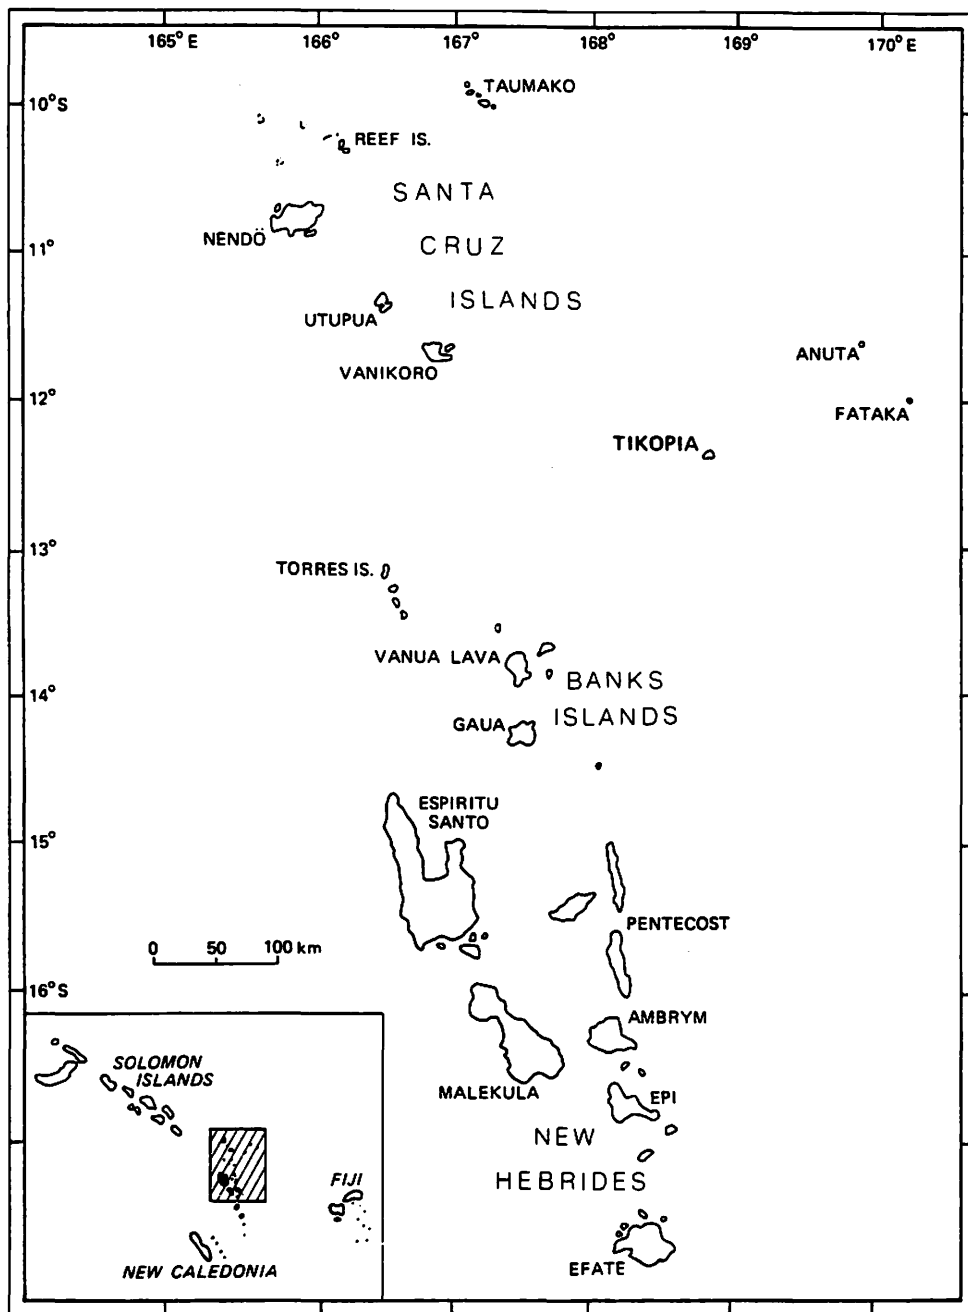 165° E
166°
167°
168°
169°
170° E
10° S
TAUMAKO
REEF IS.
SANTA
CRUZ
ISLANDS
NENDÖ
11°
UTUPUA
VANIKORO
ANUTA
12°
FATAKA
TIKOPIA
13°
TORRES IS.
VANUA LAVA
BANKS
ISLANDS
14°
GAUA
ESPIRITU
SANTO
15°
PENTECOST
0 50 100 km
16° S
AMBRYM
MALEKULA
EPI
NEW
HEBRIDES
EFATE
SOLOMON
ISLANDS
FIJI
NEW CALEDONIA